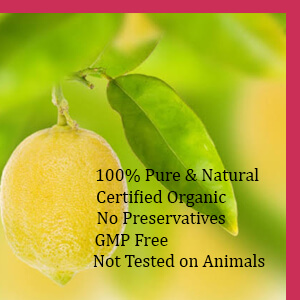 100% Pure & Natural
Certified Organic
No Preservatives
GMP Free
Not Tested on Animals